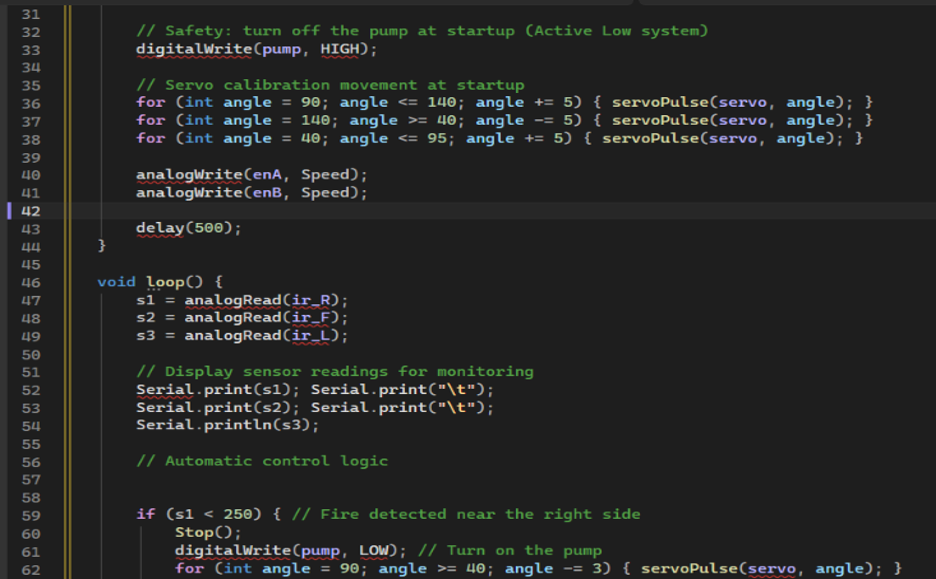 31
32 // Safety: turn off the pump at startup (Active Low system)
33 digitalWrite(pump, HIGH);
34
35 // Servo calibration movement at startup
36 for (int angle = 90; angle <= 140; angle += 5) { servoPulse(servo, angle); }
37 for (int angle = 140; angle >= 40; angle -= 5) { servoPulse(servo, angle); }
38 for (int angle = 40; angle <= 95; angle += 5) { servoPulse(servo, angle); }
39
40 analogWrite(enA, Speed);
41 analogWrite(enB, Speed);
42
43 delay(500);
44 }
45
46 void loop() {
47 s1 = analogRead(ir_R);
48 s2 = analogRead(ir_F);
49 s3 = analogRead(ir_L);
50
51 // Display sensor readings for monitoring
52 Serial.print(s1); Serial.print("\t");
53 Serial.print(s2); Serial.print("\t");
54 Serial.println(s3);
55
56 // Automatic control logic
57
58
59 if (s1 < 250) { // Fire detected near the right side
60 Stop();
61 digitalWrite(pump, LOW); // Turn on the pump
62 for (int angle = 90; angle >= 40; angle -= 3) { servoPulse(servo, angle); }